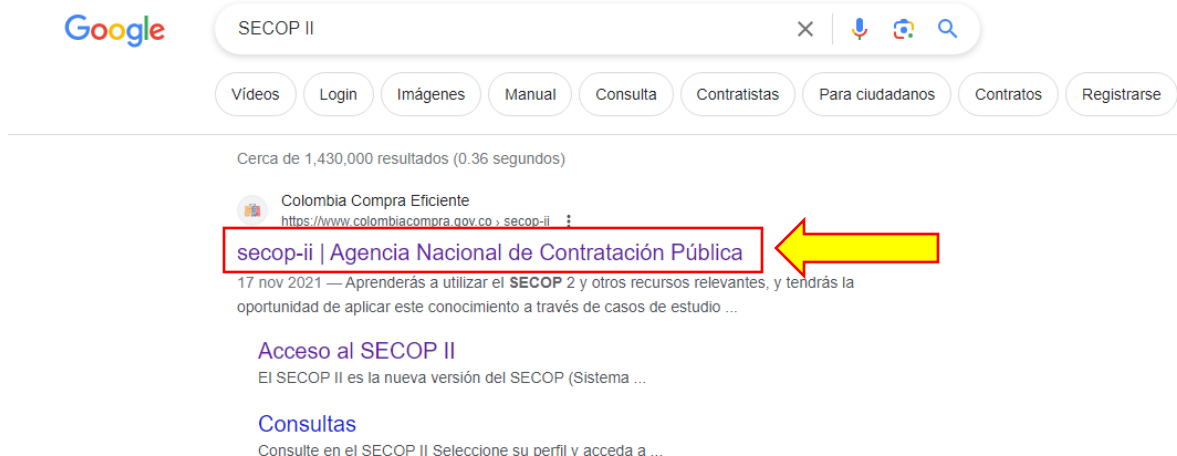 Google
SECOP II
Vídeos Login Imágenes Manual Consulta Contratistas Para ciudadanos Contratos Registrarse
Cerca de 1,430,000 resultados (0.36 segundos)
Colombia Compra Eficiente
https://www.colombiacompra.gov.co › secop-ii
secop-ii | Agencia Nacional de Contratación Pública
17 nov 2021 — Aprenderás a utilizar el SECOP 2 y otros recursos relevantes, y tendrás la
oportunidad de aplicar este conocimiento a través de casos de estudio ...
Acceso al SECOP II
El SECOP II es la nueva versión del SECOP (Sistema ...
Consultas
Consulte en el SECOP II Seleccione su perfil y acceda a ...